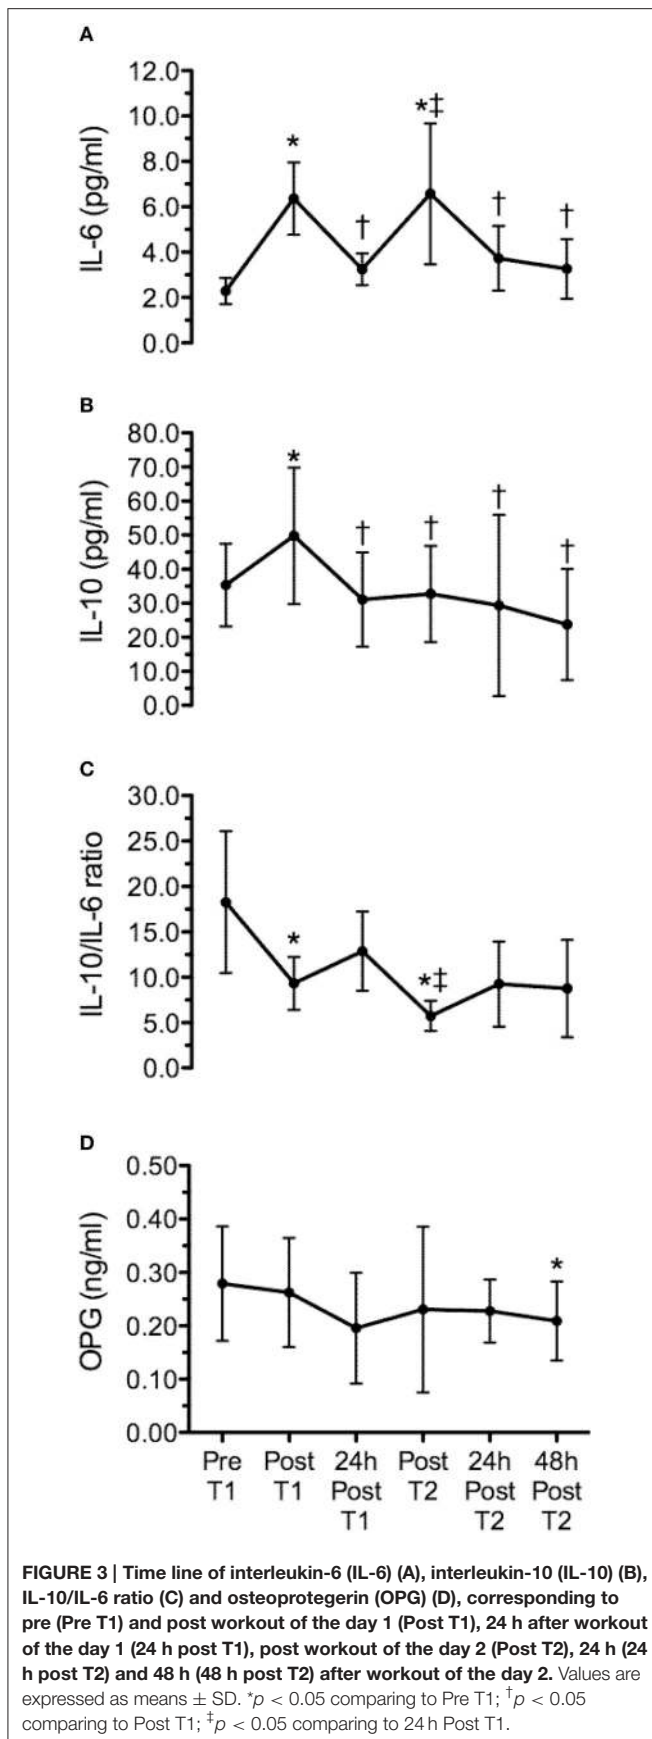 A
12.0
10.0
8.0
6.0
4.0
2.0
0.0
IL-6 (pg/ml)
*
†
*‡
†
†
B
80.0
70.0
60.0
50.0
40.0
30.0
20.0
10.0
0.0
IL-10 (pg/ml)
*
†
†
†
†
C
30.0
25.0
20.0
15.0
10.0
5.0
0.0
IL-10/IL-6 ratio
*
*‡
D
0.50
0.40
0.30
0.20
0.10
0.00
OPG (ng/ml)
*
Pre T1
Post T1
24h Post T1
Post T2
24h Post T2
48h Post T2
FIGURE 3 | Time line of interleukin-6 (IL-6) (A), interleukin-10 (IL-10) (B),
IL-10/IL-6 ratio (C) and osteoprotegerin (OPG) (D), corresponding to
pre (Pre T1) and post workout of the day 1 (Post T1), 24 h after workout
of the day 1 (24 h post T1), post workout of the day 2 (Post T2), 24 h (24
h post T2) and 48 h (48 h post T2) after workout of the day 2. Values are
expressed as means ± SD. *p < 0.05 comparing to Pre T1; †p < 0.05
comparing to Post T1; ‡p < 0.05 comparing to 24 h Post T1.